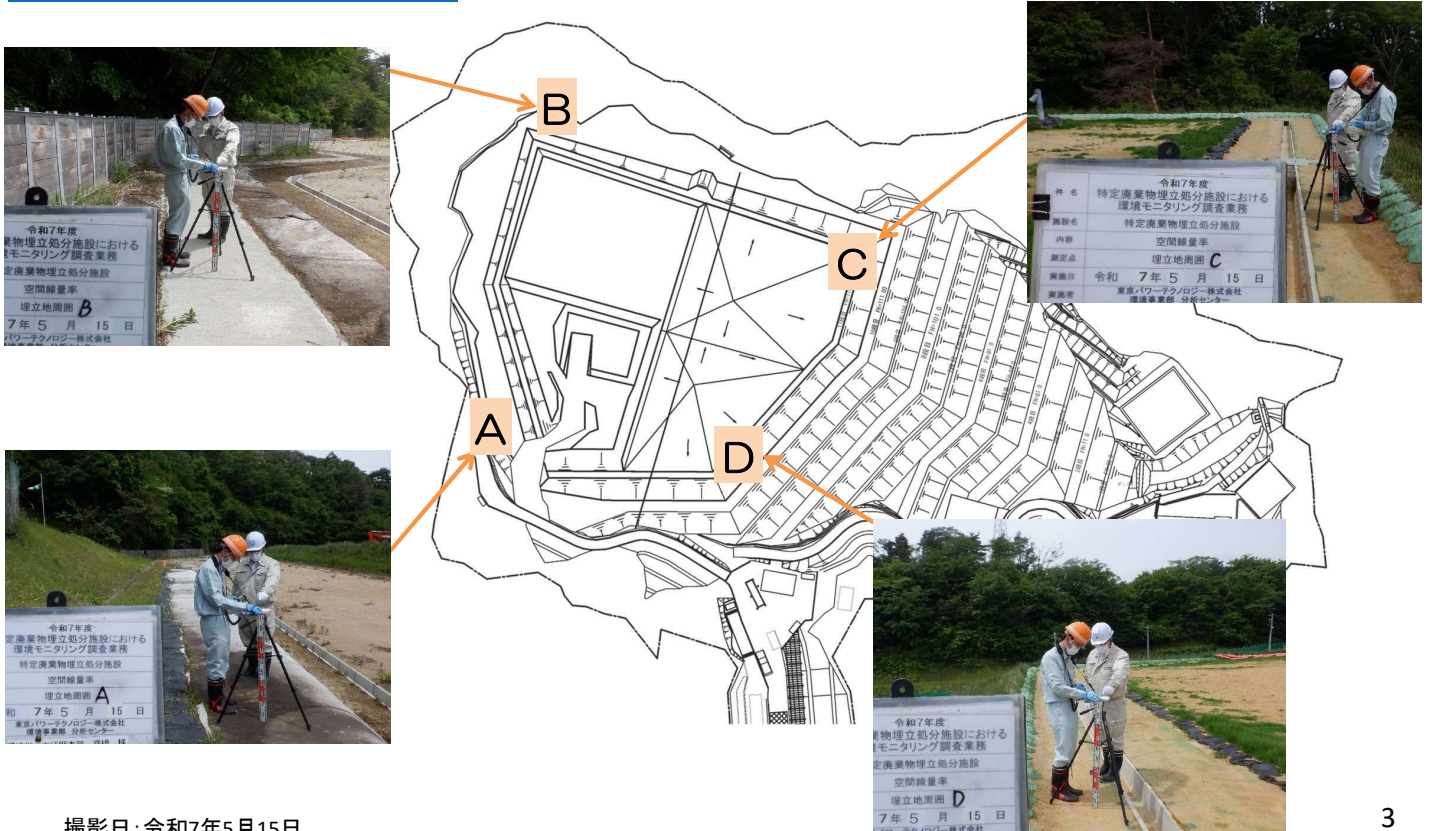 B
C
A
D
令和7年度
棄物埋立処分施設における
モニタリング調査業務
定廃棄物埋立処分施設
空間線量率
埋立地周囲 B
7年 5 月 15 日
パワーテクノロジー株式会社
令和7年度
件名 特定廃棄物埋立処分施設における
環境モニタリング調査業務
施設名 特定廃棄物埋立処分施設
内容 空間線量率
測定点 埋立地周囲 C
実施日 令和 7年 5 月 15 日
実施者 東京パワーテクノロジー株式会社
環境事業部 分析センター
令和7年度
定廃棄物埋立処分施設における
環境モニタリング調査業務
特定廃棄物埋立処分施設
空間線量率
埋立地周囲 A
和 7年 5 月 15 日
東京パワーテクノロジー株式会社
環境事業部 分析センター
令和7年度
棄物埋立処分施設における
モニタリング調査業務
定廃棄物埋立処分施設
空間線量率
埋立地周囲 D
7年 5 月 15 日
撮影日：令和7年5月15日
3